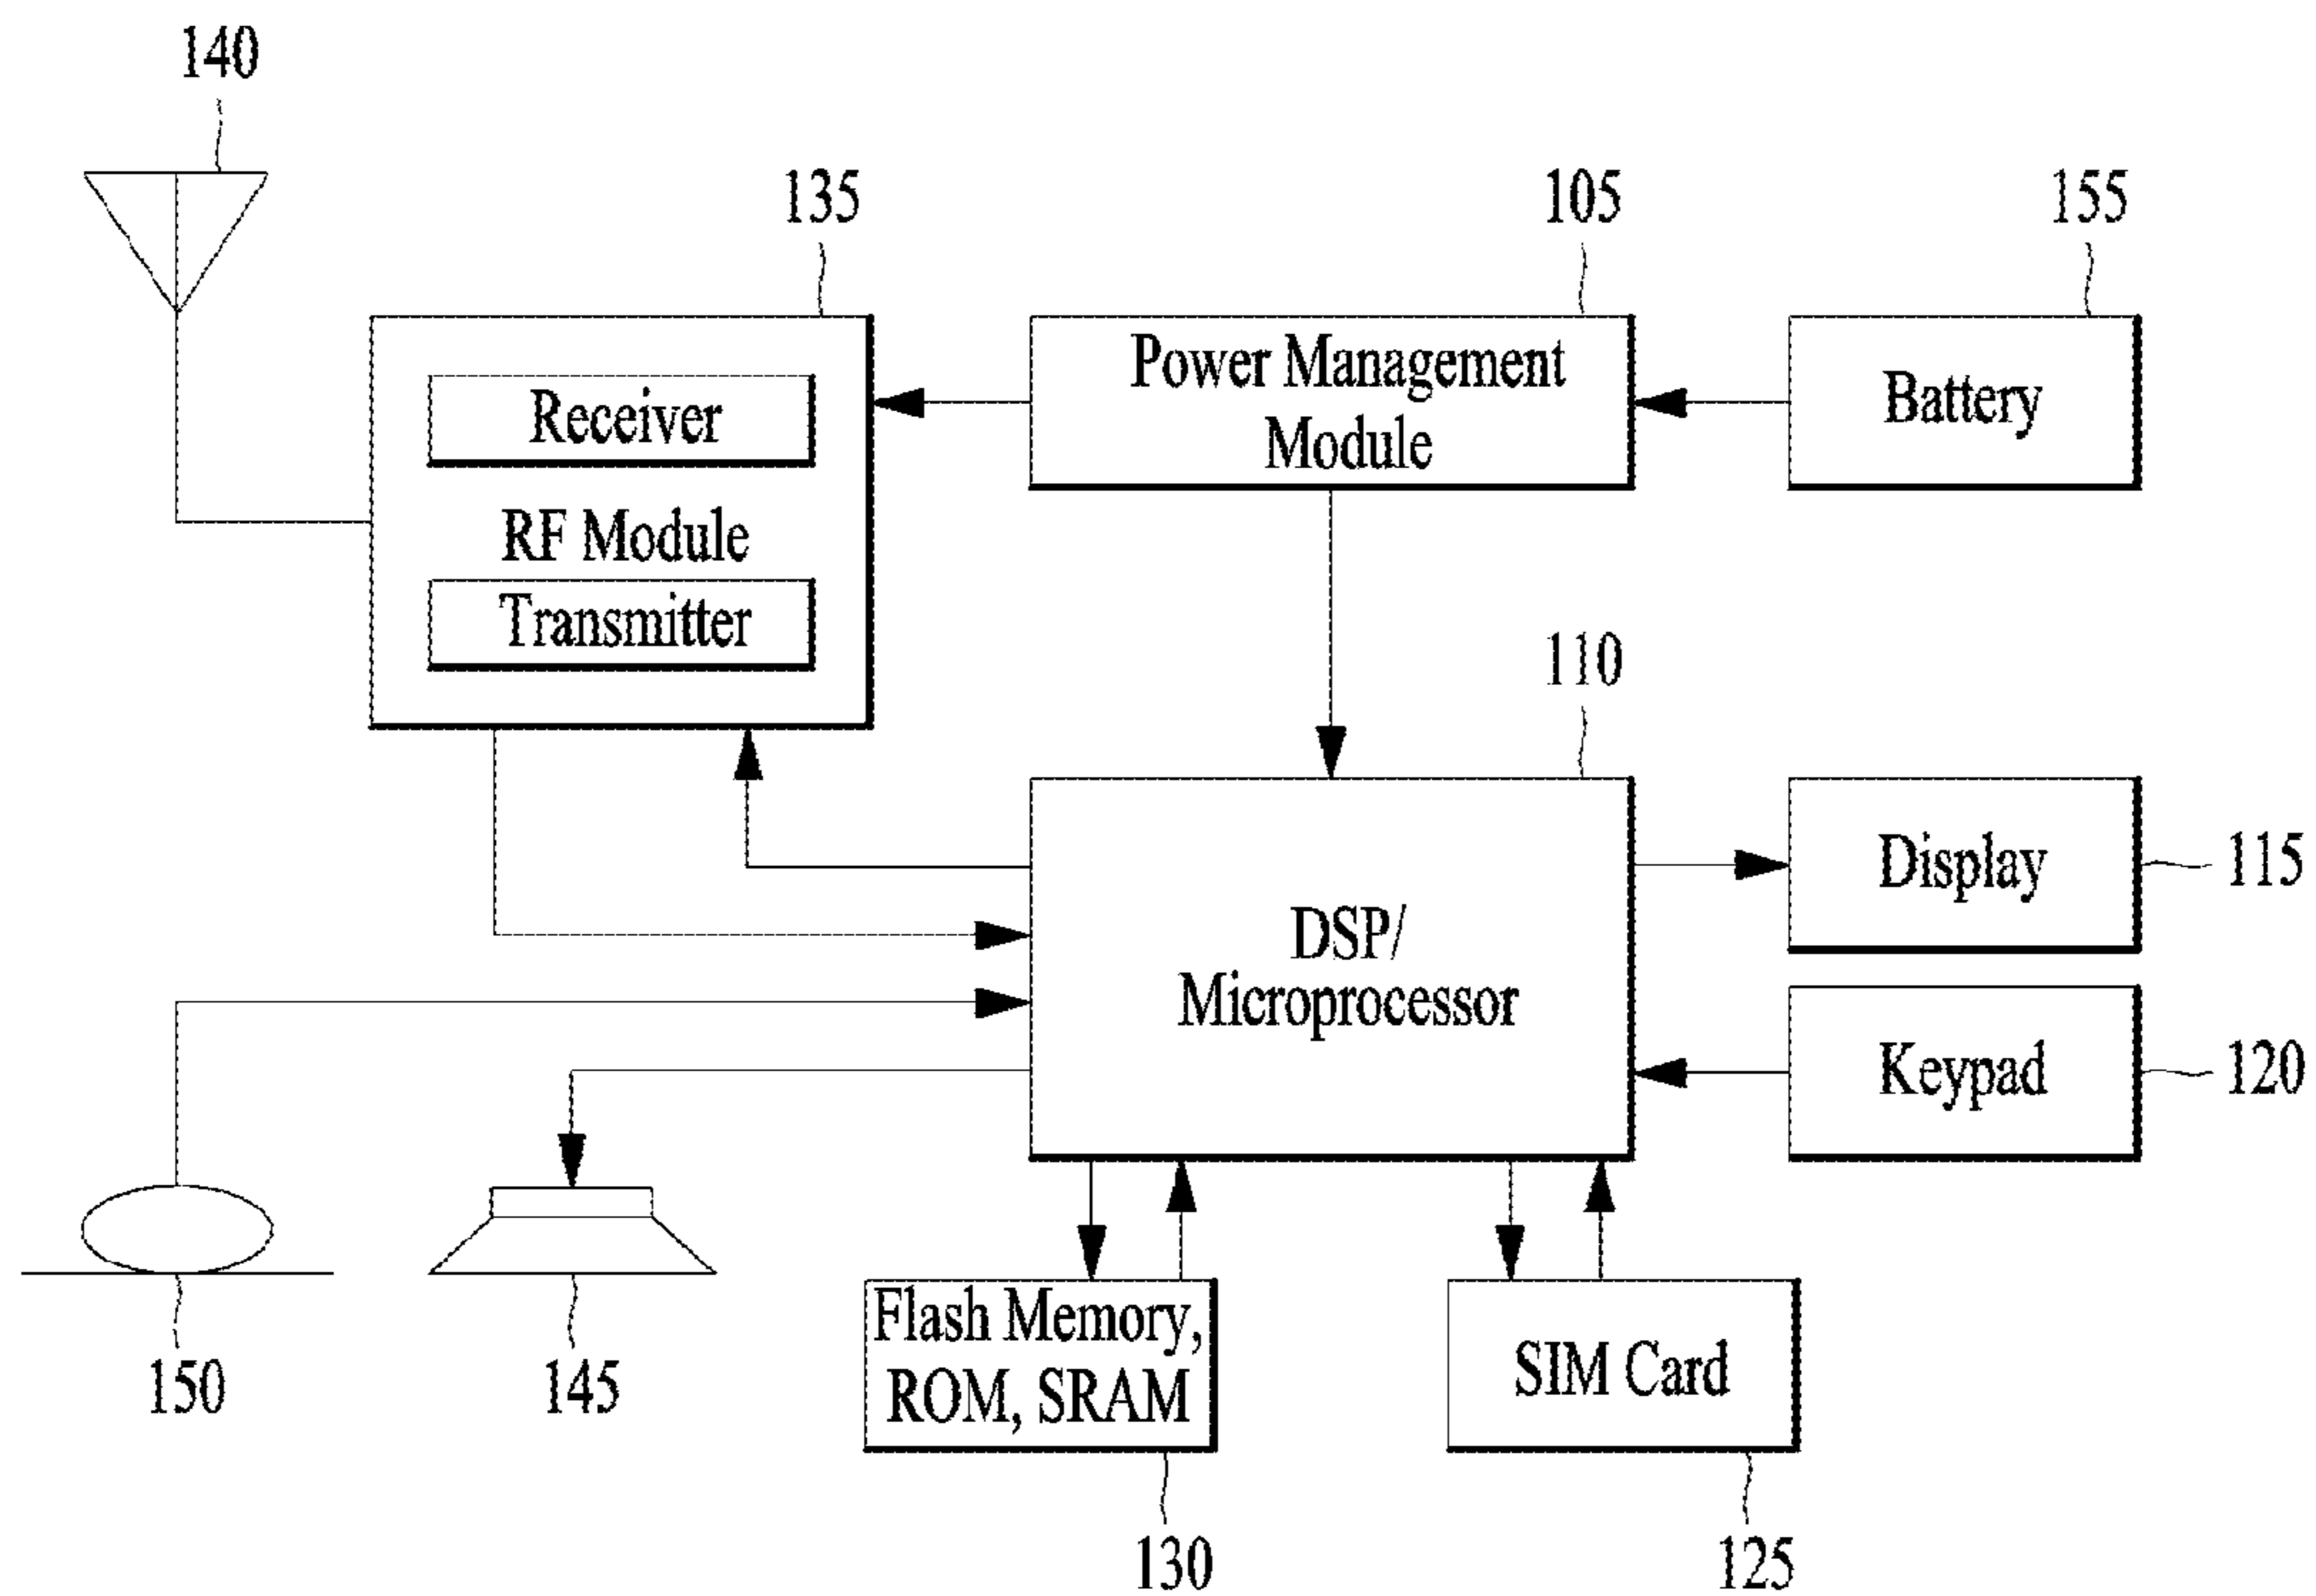 140
135
105
155
Receiver
RF Module
Transmitter
Power Management
Module
Battery
110
DSP/
Microprocessor
Display
115
Keypad
120
150
145
Flash Memory,
ROM, SRAM
SIM Card
130
125